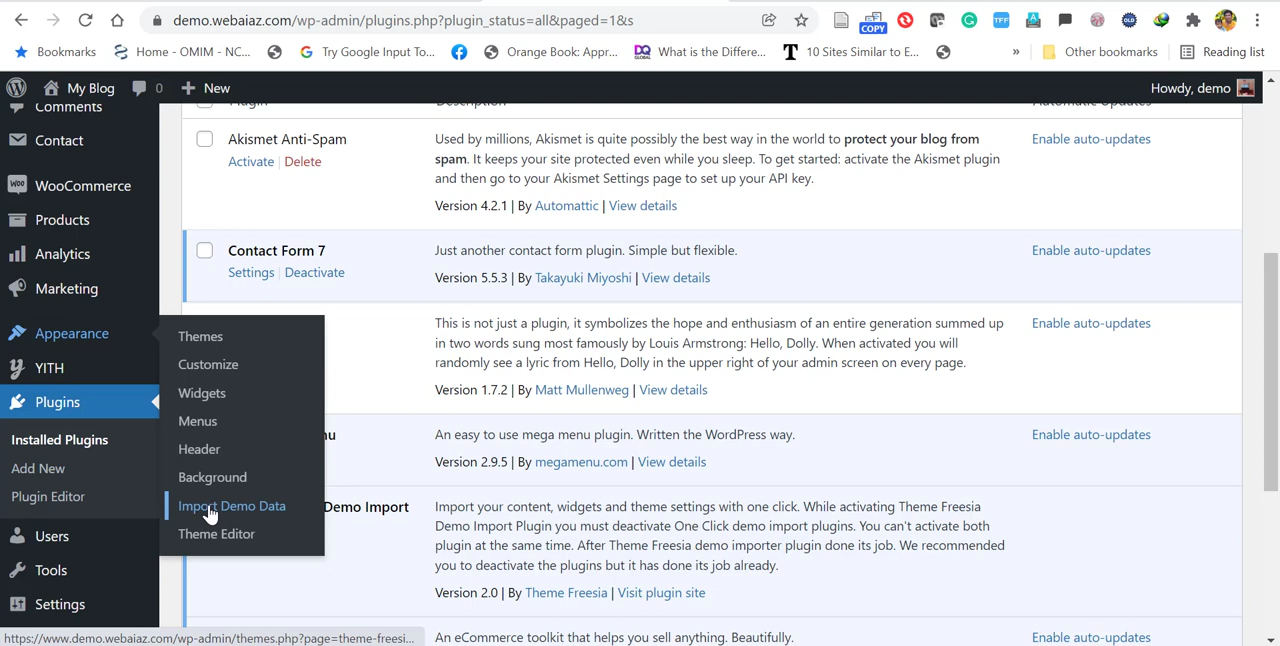 demo.webaiaz.com/wp-admin/plugins.php?plugin_status=all&paged=1&s
COPY
TFF
OLD
Bookmarks
Home - OMIM - NC...
Try Google Input To...
Orange Book: Appr...
DQ GLOBAL
What is the Differe...
10 Sites Similar to E...
»
Other bookmarks
Reading list
My Blog
0
New
Howdy, demo
Comments
Contact
WooCommerce
Products
Analytics
Marketing
Appearance
YITH
Plugins
Installed Plugins
Add New
Plugin Editor
Users
Tools
Settings
Themes
Customize
Widgets
Menus
Header
Background
Import Demo Data
Theme Editor
Plugin
Description
Automatic Updates
Akismet Anti-Spam
Activate | Delete
Used by millions, Akismet is quite possibly the best way in the world to protect your blog from
spam. It keeps your site protected even while you sleep. To get started: activate the Akismet plugin
and then go to your Akismet Settings page to set up your API key.
Version 4.2.1 | By Automattic | View details
Enable auto-updates
Contact Form 7
Settings | Deactivate
Just another contact form plugin. Simple but flexible.
Version 5.5.3 | By Takayuki Miyoshi | View details
Enable auto-updates
This is not just a plugin, it symbolizes the hope and enthusiasm of an entire generation summed up
in two words sung most famously by Louis Armstrong: Hello, Dolly. When activated you will
randomly see a lyric from Hello, Dolly in the upper right of your admin screen on every page.
Version 1.7.2 | By Matt Mullenweg | View details
Enable auto-updates
nu
An easy to use mega menu plugin. Written the WordPress way.
Version 2.9.5 | By megamenu.com | View details
Enable auto-updates
Demo Import
Import your content, widgets and theme settings with one click. While activating Theme Freesia
Demo Import Plugin you must deactivate One Click demo import plugins. You can't activate both
plugin at the same time. After Theme Freesia demo importer plugin done its job. We recommended
you to deactivate the plugins but it has done its job already.
Version 2.0 | By Theme Freesia | Visit plugin site
An eCommerce toolkit that helps you sell anything. Beautifully.
Enable auto-updates
https://www.demo.webaiaz.com/wp-admin/themes.php?page=theme-freesi...